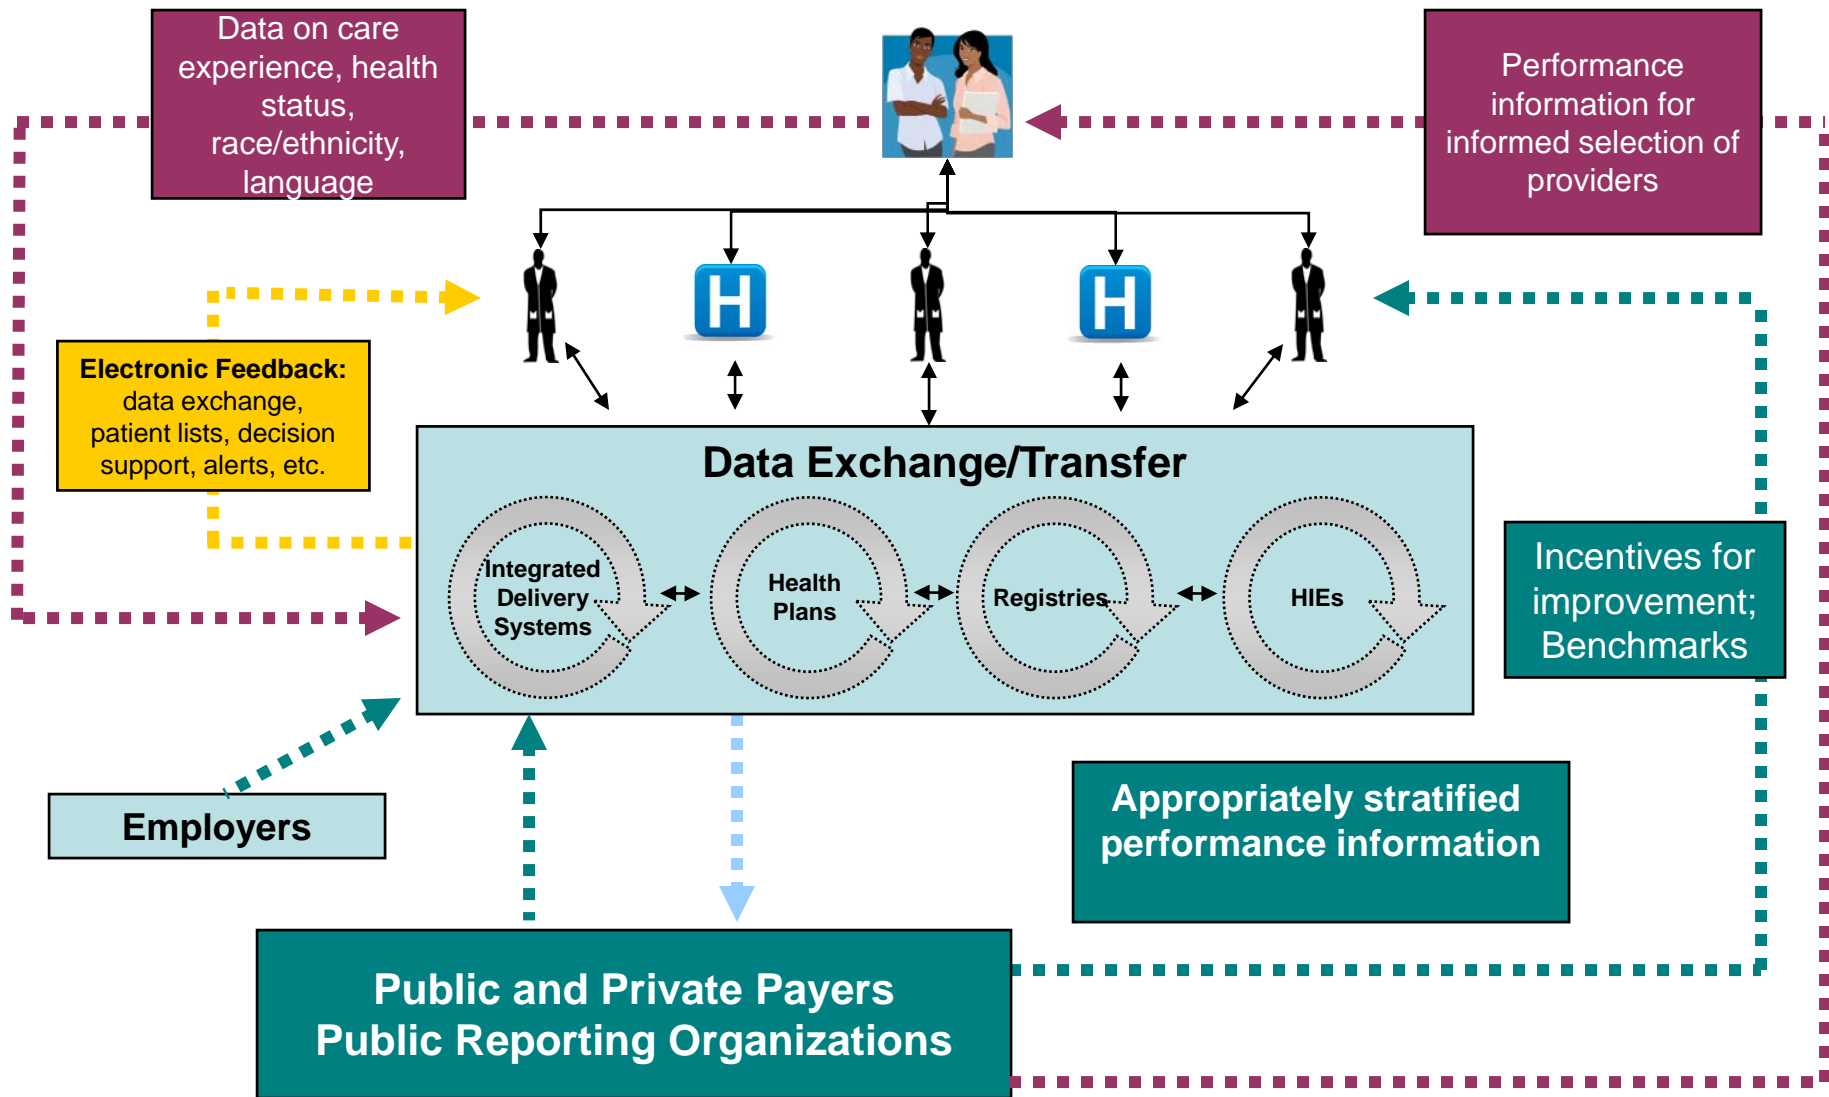 Data on care
experience, health
status,
race/ethnicity,
language
Performance
information for
informed selection of
providers
H
H
Electronic Feedback:
data exchange,
patient lists, decision
support, alerts, etc.
Data Exchange/Transfer
Integrated
Delivery
Systems
Health
Plans
Registries
HIEs
Incentives for
improvement;
Benchmarks
Employers
Appropriately stratified
performance information
Public and Private Payers
Public Reporting Organizations